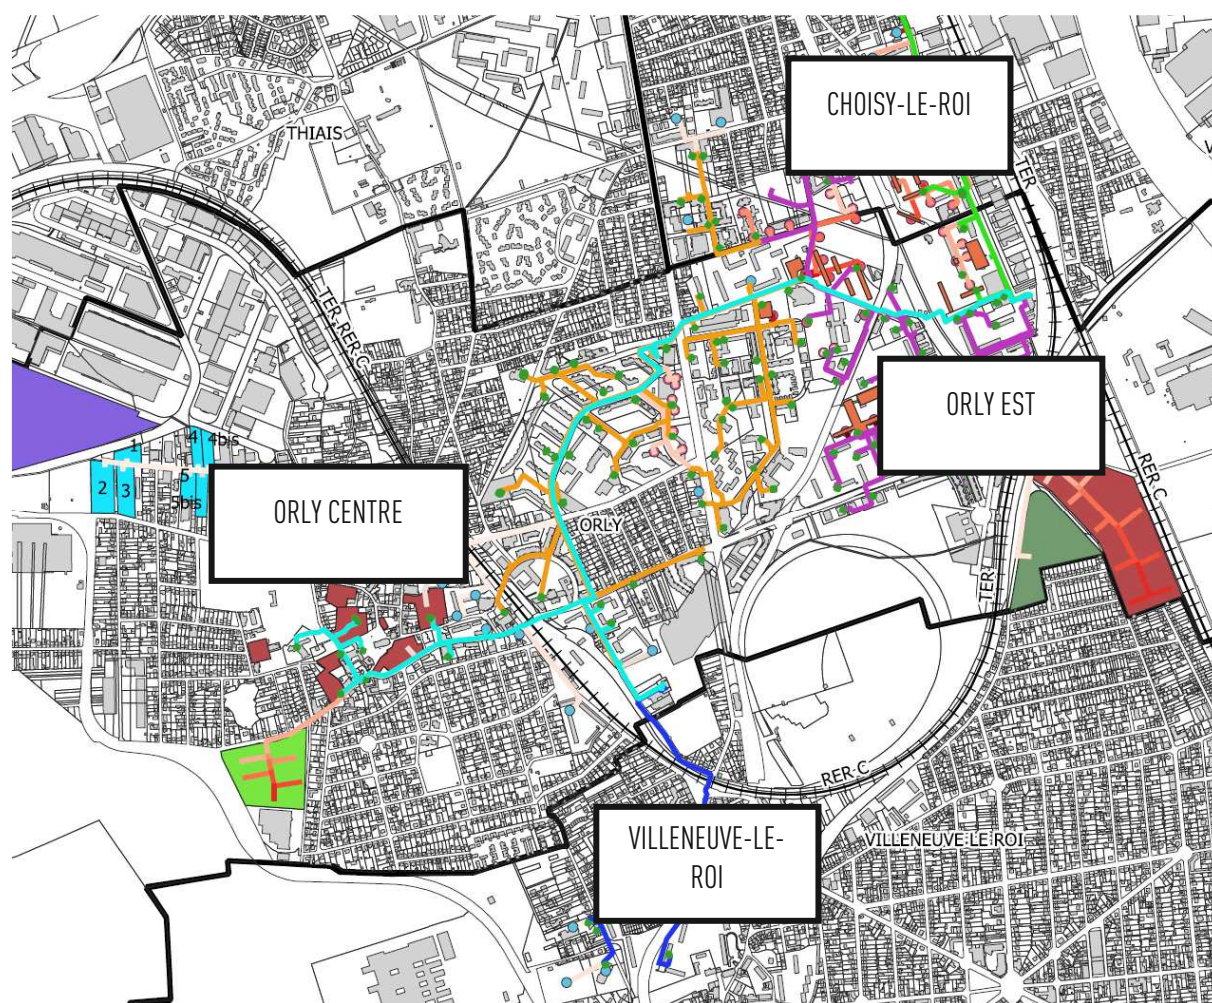 CHOISY-LE-ROI
THIAIS
TER
TER, RER C
ORLY EST
1
4
4bis
2
3
5
5bis
ORLY CENTRE
ORLY
RER C
TER
RER C
VILLENEUVE-LE-
ROI
VILLENEUVE-LE-ROI